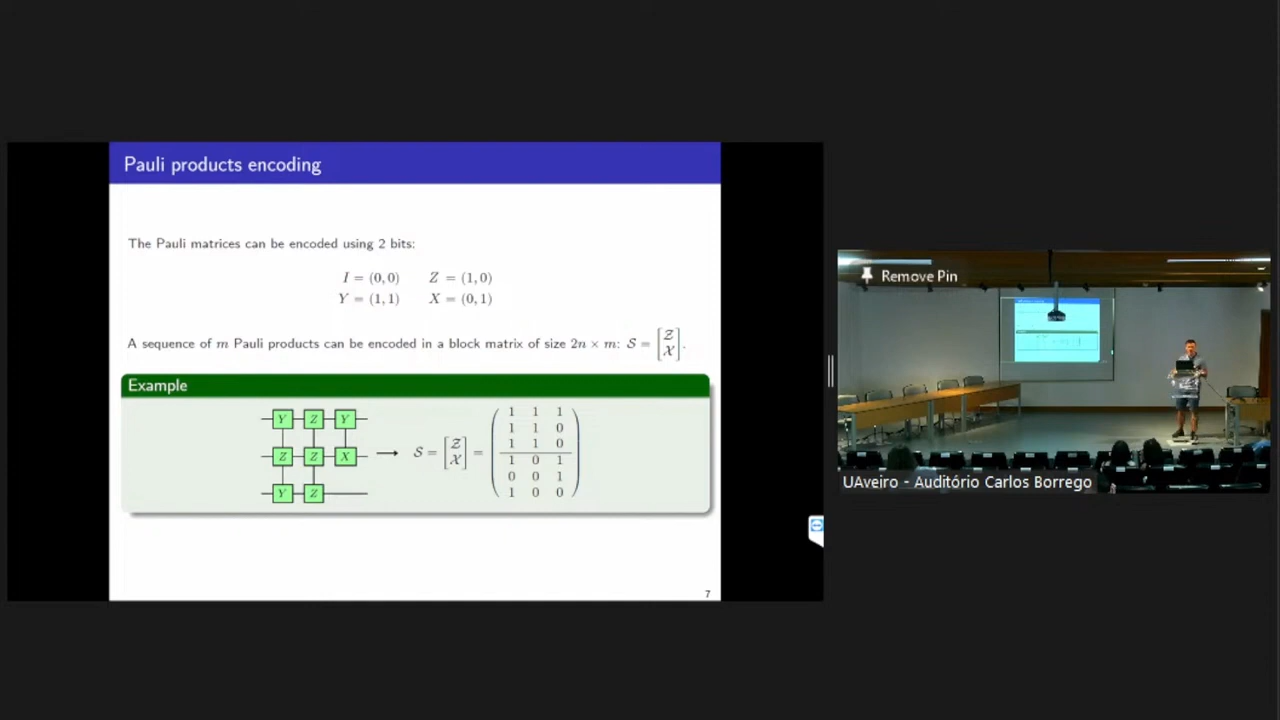 Pauli products encoding
The Pauli matrices can be encoded using 2 bits:
I = (0,0) Z = (1,0)
Y = (1,1) X = (0,1)
A sequence of m Pauli products can be encoded in a block matrix of size 2n × m: S = [Z X].
Example
Y Z Y
Z Z X → S = [Z X] =
Y Z
1 1 1
1 1 0
1 1 0
1 0 1
0 0 1
1 0 0
7
Remove Pin
UAveiro - Auditório Carlos Borrego